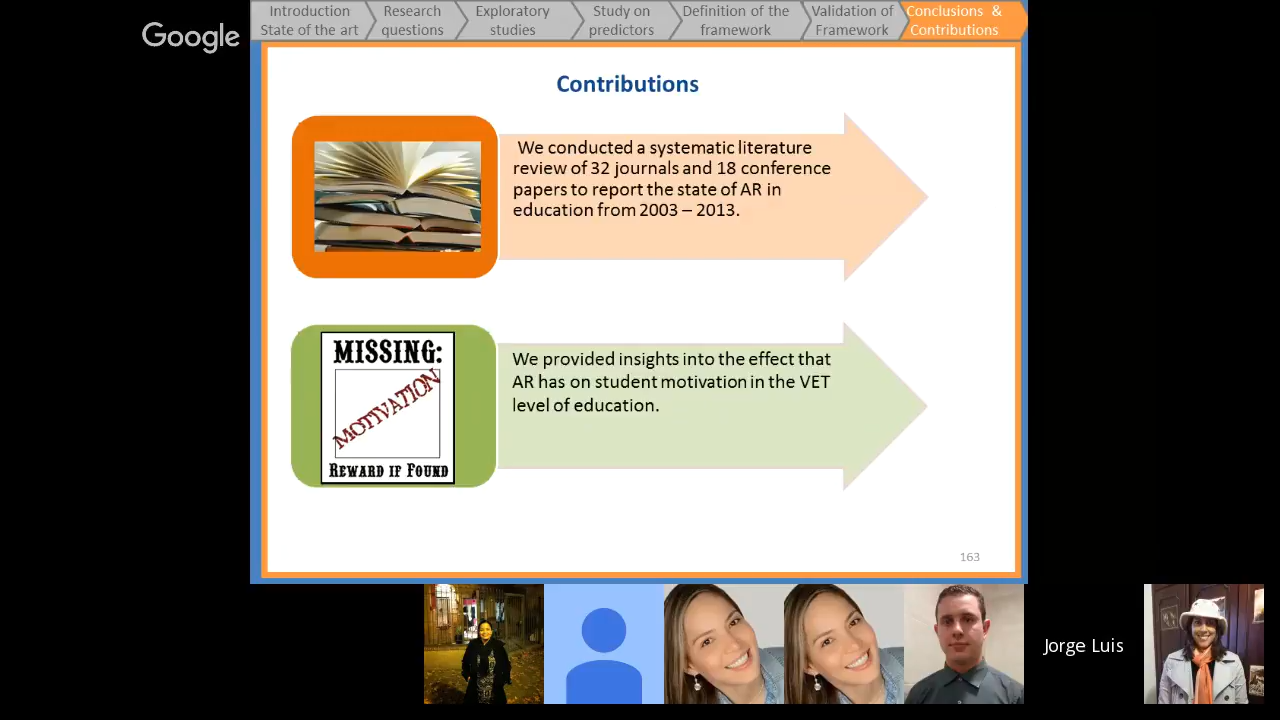 Google
Introduction
State of the art
Research
questions
Exploratory
studies
Study on
predictors
Definition of the
framework
Validation of
Framework
Conclusions &
Contributions
Contributions
We conducted a systematic literature
review of 32 journals and 18 conference
papers to report the state of AR in
education from 2003 – 2013.
MISSING:
MOTIVATION
REWARD IF FOUND
We provided insights into the effect that
AR has on student motivation in the VET
level of education.
163
Jorge Luis